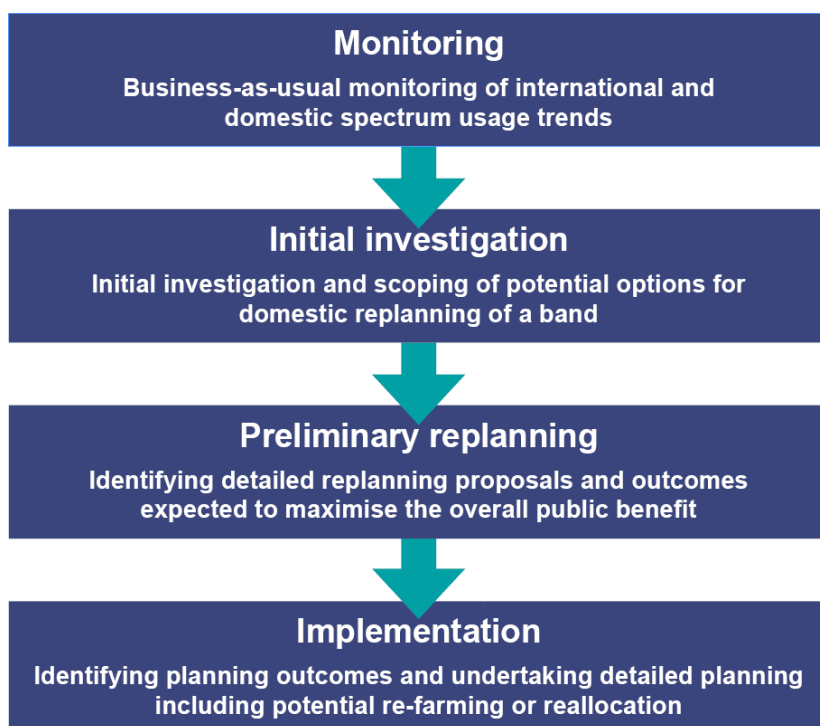 Monitoring
Business-as-usual monitoring of international and
domestic spectrum usage trends
Initial investigation
Initial investigation and scoping of potential options for
domestic replanning of a band
Preliminary replanning
Identifying detailed replanning proposals and outcomes
expected to maximise the overall public benefit
Implementation
Identifying planning outcomes and undertaking detailed planning
including potential re-farming or reallocation